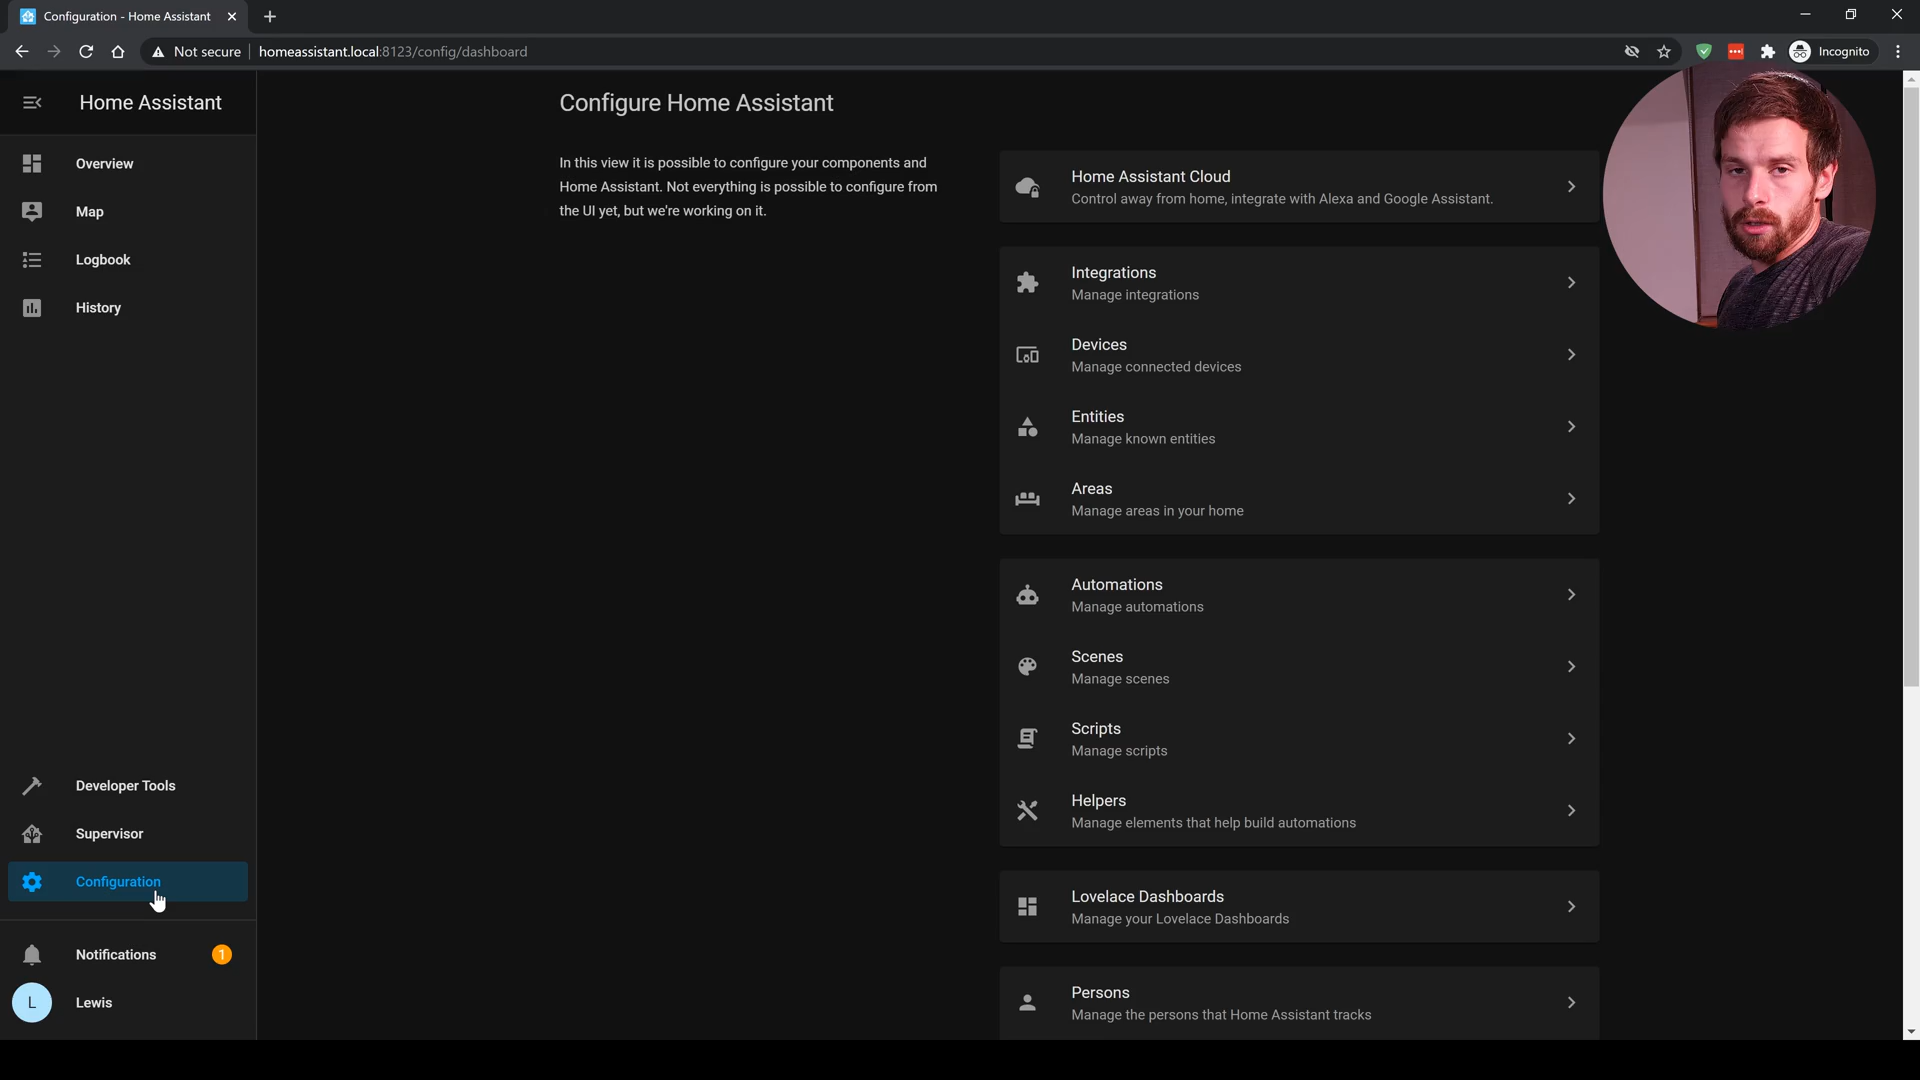 Configuration - Home Assistant
Not secure
homeassistant.local:8123/config/dashboard
Incognito
Home Assistant
Overview
Map
Logbook
History
Developer Tools
Supervisor
Configuration
Notifications
1
L
Lewis
Configure Home Assistant
In this view it is possible to configure your components and
Home Assistant. Not everything is possible to configure from
the UI yet, but we're working on it.
Home Assistant Cloud
Control away from home, integrate with Alexa and Google Assistant.
Integrations
Manage integrations
Devices
Manage connected devices
Entities
Manage known entities
Areas
Manage areas in your home
Automations
Manage automations
Scenes
Manage scenes
Scripts
Manage scripts
Helpers
Manage elements that help build automations
Lovelace Dashboards
Manage your Lovelace Dashboards
Persons
Manage the persons that Home Assistant tracks